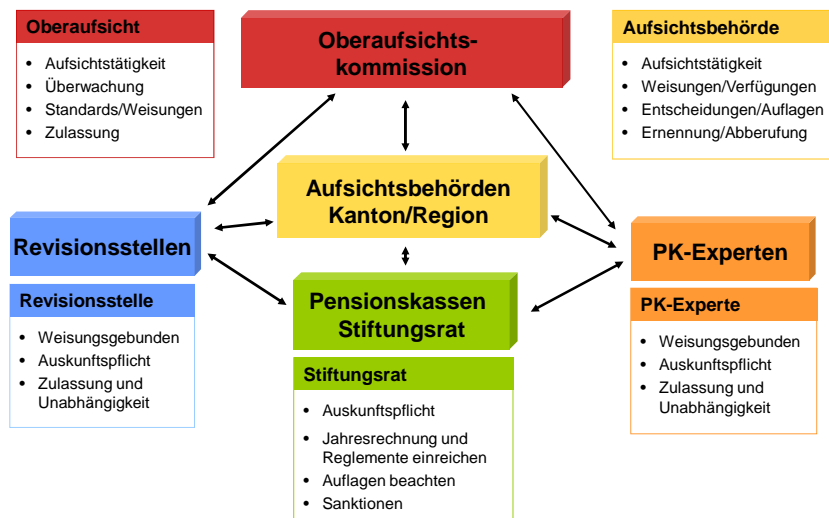 Oberaufsicht
• Aufsichtstätigkeit
• Überwachung
• Standards/Weisungen
• Zulassung
Oberaufsichts-
kommission
Aufsichtsbehörde
• Aufsichtstätigkeit
• Weisungen/Verfügungen
• Entscheidungen/Auflagen
• Ernennung/Abberufung
Aufsichtsbehörden
Kanton/Region
Revisionsstellen
PK-Experten
Pensionskassen
Stiftungsrat
Revisionsstelle
• Weisungsgebunden
• Auskunftspflicht
• Zulassung und
Unabhängigkeit
PK-Experte
• Weisungsgebunden
• Auskunftspflicht
• Zulassung und
Unabhängigkeit
Stiftungsrat
• Auskunftspflicht
• Jahresrechnung und
Reglemente einreichen
• Auflagen beachten
• Sanktionen